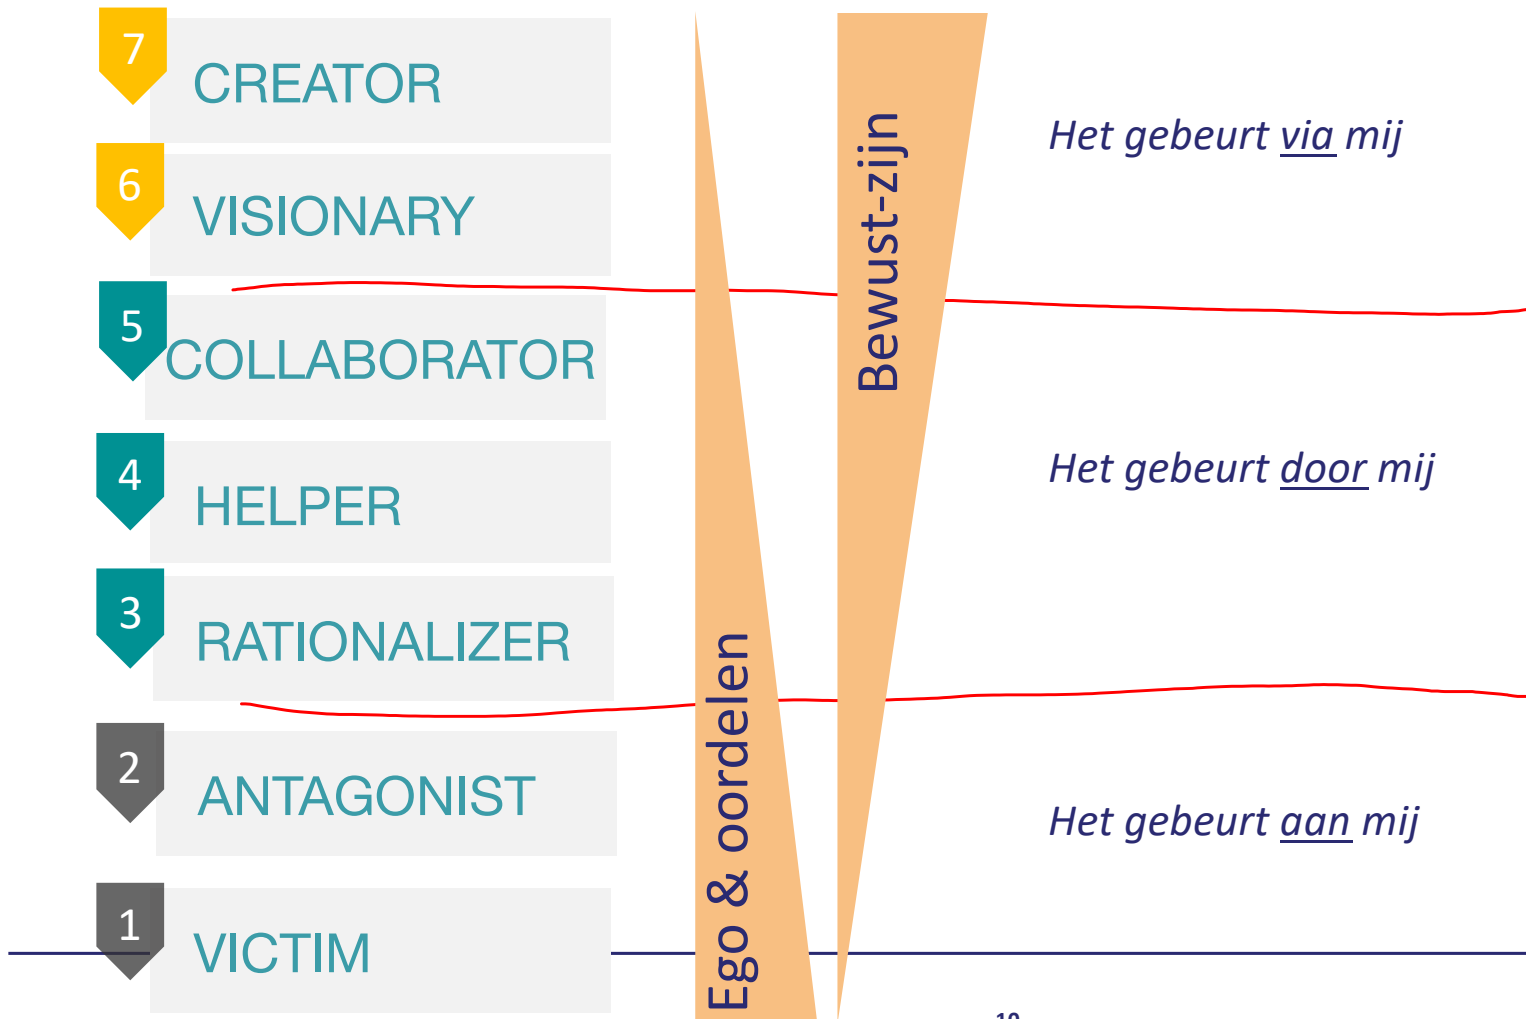 7
CREATOR
6
VISIONARY
5
COLLABORATOR
4
HELPER
3
RATIONALIZER
2
ANTAGONIST
1
VICTIM
Ego & oordelen
Bewust-zijn
Het gebeurt via mij
Het gebeurt door mij
Het gebeurt aan mij